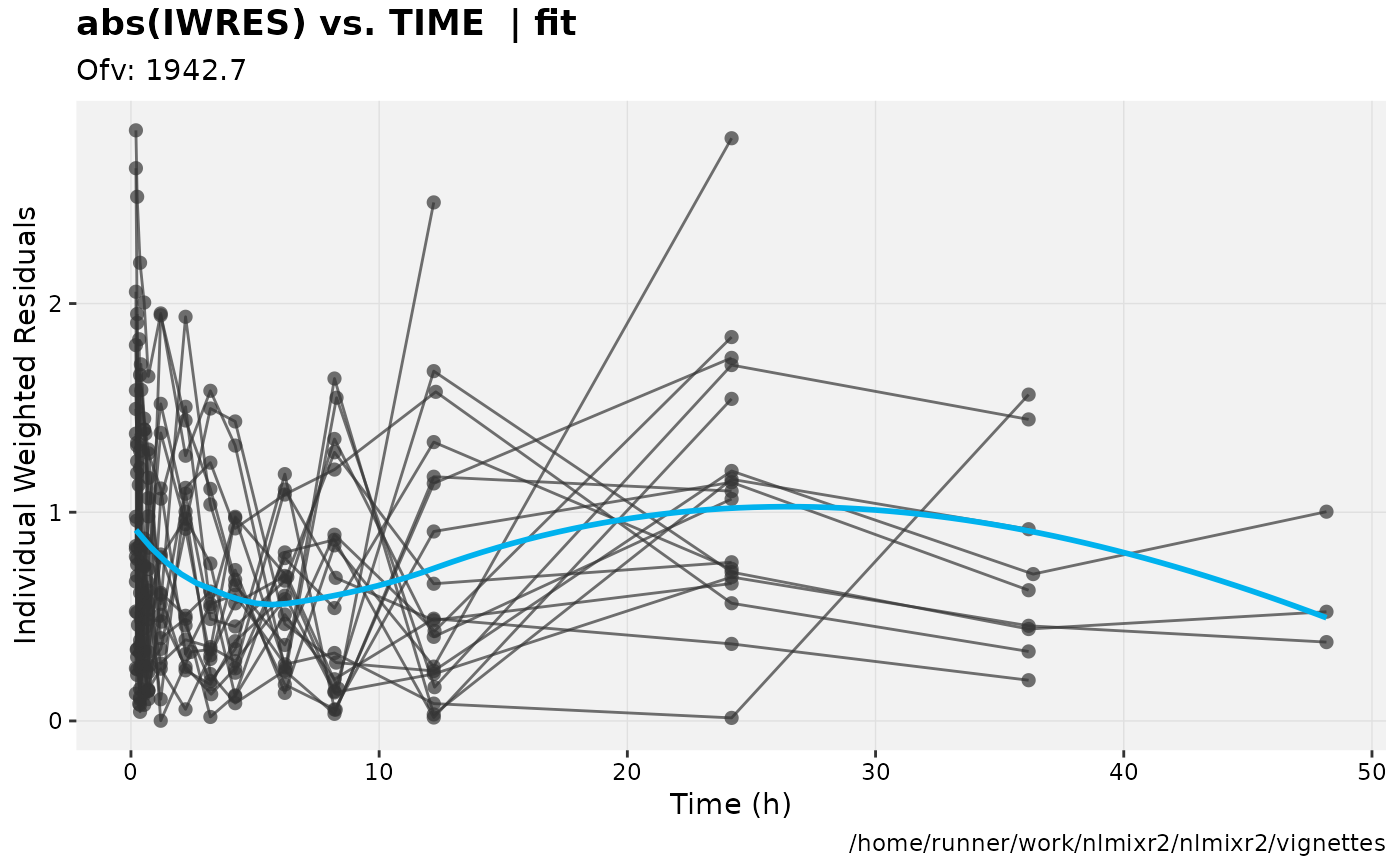 abs(IWRES) vs. TIME  | fit
Ofv: 1942.7
Individual Weighted Residuals
2
1
0
0 10 20 30 40 50
Time (h)
/home/runner/work/nlmixr2/nlmixr2/vignettes